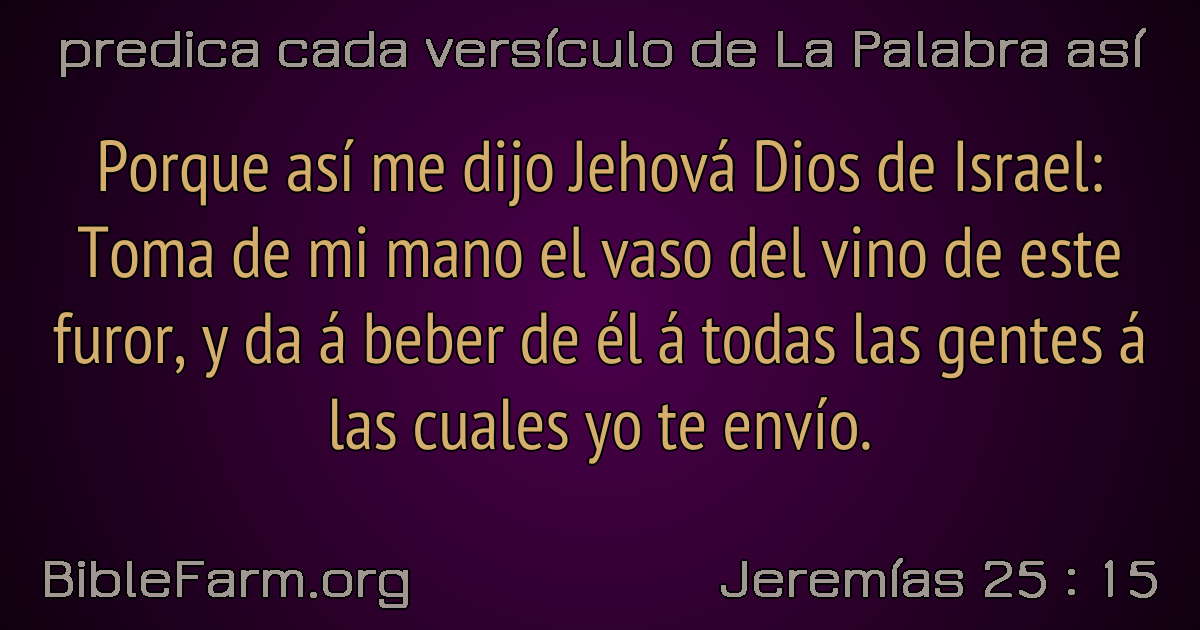 predica cada versículo de La Palabra así
Porque así me dijo Jehová Dios de Israel:
Toma de mi mano el vaso del vino de este
furor, y da á beber de él á todas las gentes á
las cuales yo te envío.
BibleFarm.org
Jeremías 25 : 15